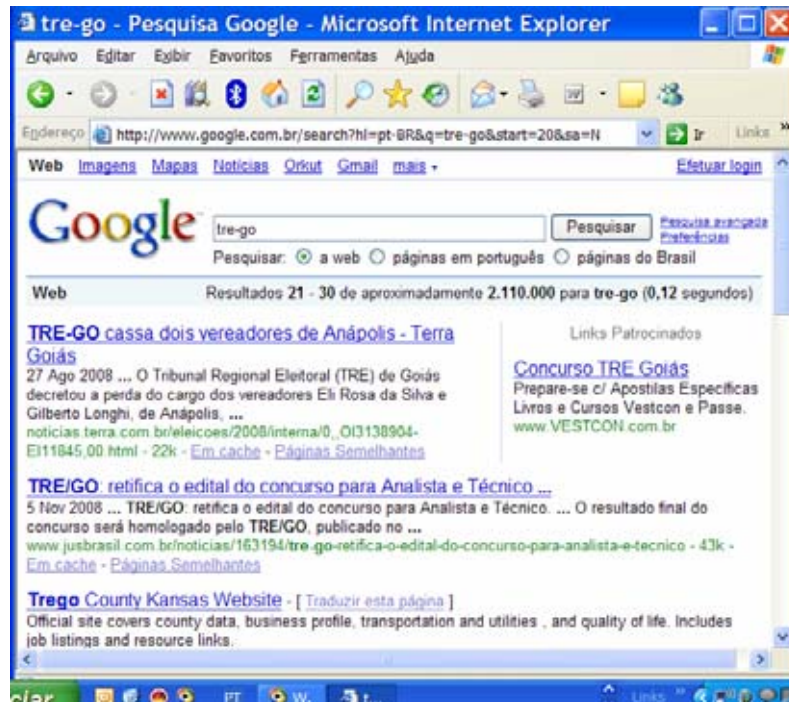 tre-go - Pesquisa Google - Microsoft Internet Explorer
Arquivo Editar Exibir Favoritos Ferramentas Ajuda
Endereço http://www.google.com.br/search?hl=pt-BR&q=tre-go&start=20&sa=N Ir Links »
Web Imagens Mapas Notícias Orkut Gmail mais Efetuar login
Google tre-go Pesquisar Pesquisa avançada
Preferências
Pesquisar: a web páginas em português páginas do Brasil
Web Resultados 21 - 30 de aproximadamente 2.110.000 para tre-go (0,12 segundos)
TRE-GO cassa dois vereadores de Anápolis - Terra
Goiás
27 Ago 2008 ... O Tribunal Regional Eleitoral (TRE) de Goiás
decretou a perda do cargo dos vereadores Eli Rosa da Silva e
Gilberto Longhi, de Anápolis, ...
noticias.terra.com.br/eleicoes/2008/interna/0,,OI3138904-
EI11845,00.html - 22k - Em cache - Páginas Semelhantes
Links Patrocinados
Concurso TRE Goiás
Prepare-se c/ Apostilas Específicas
Livros e Cursos Vestcon e Passe.
www.VESTCON.com.br
TRE/GO: retifica o edital do concurso para Analista e Técnico ...
5 Nov 2008 ... TRE/GO: retifica o edital do concurso para Analista e Técnico. ... O resultado final do
concurso será homologado pelo TRE/GO, publicado no ...
www.jusbrasil.com.br/noticias/163194/tre-go-retifica-o-edital-do-concurso-para-analista-e-tecnico - 43k -
Em cache - Páginas Semelhantes
Trego County Kansas Website - [ Traduzir esta página ]
Official site covers county data, business profile, transportation and utilities , and quality of life. Includes
job listings and resource links.
ciar PT W... t... Links »